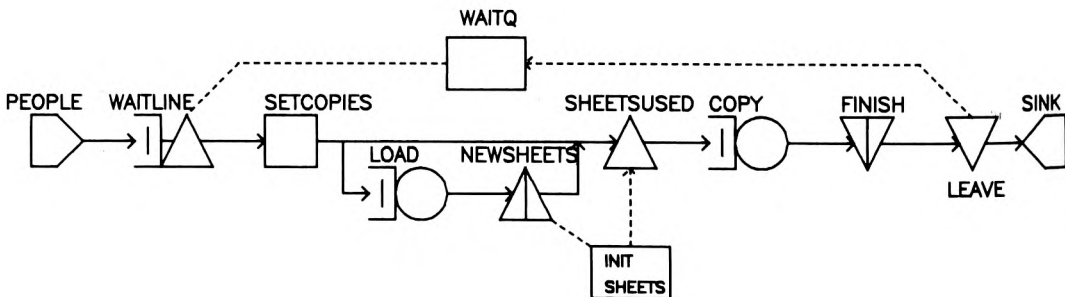 WAITQ
PEOPLE
WAITLINE
SETCOPIES
SHEETSUSED
COPY
FINISH
SINK
LOAD
NEWSHEETS
LEAVE
INIT
SHEETS